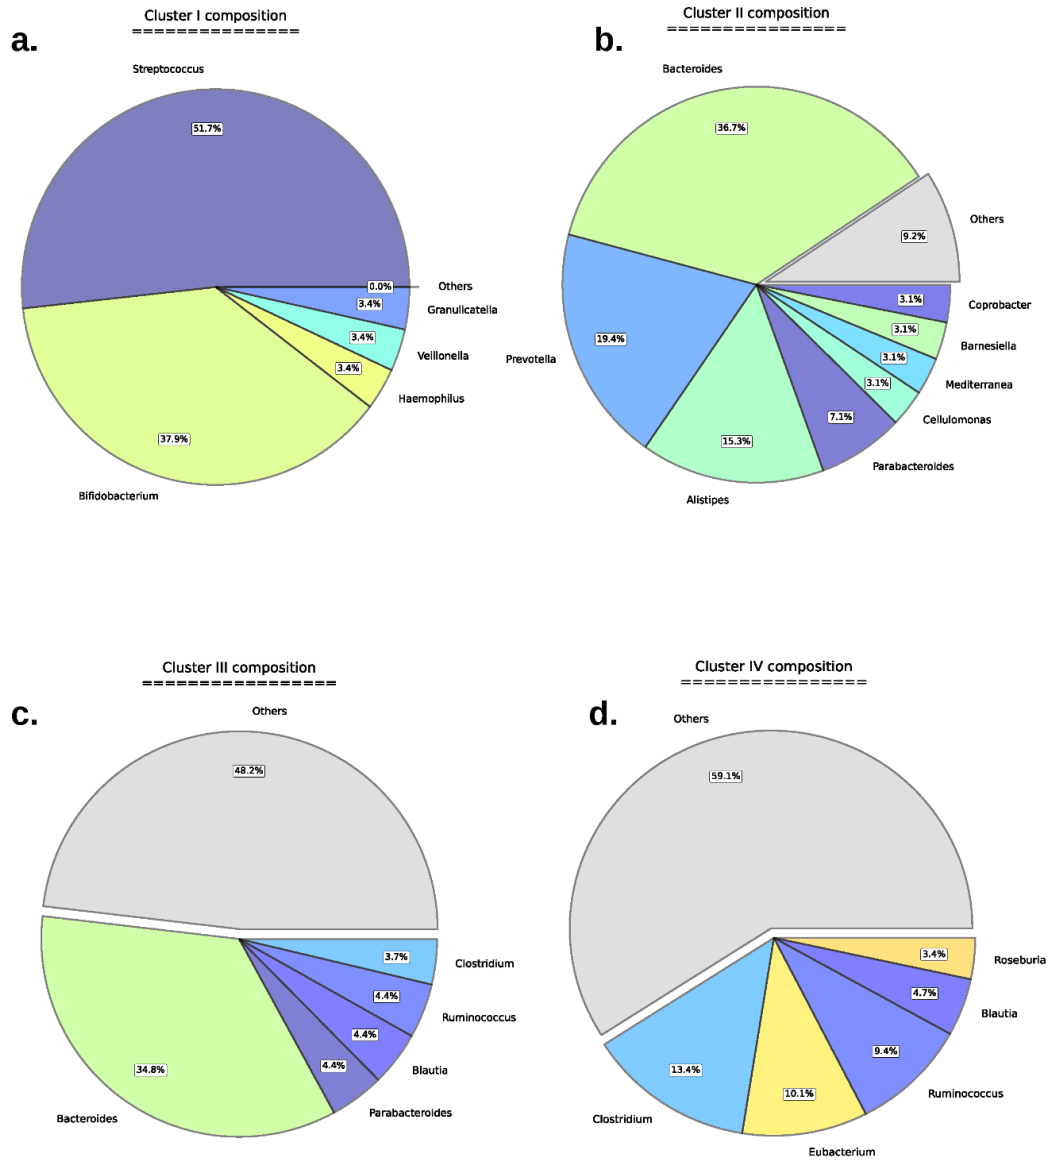 Cluster I composition
===============
a.
Streptococcus
51.7%
0.0%
Others
3.4%
Granulicatella
3.4%
Veillonella
3.4%
Haemophilus
37.9%
Bifidobacterium
Cluster II composition
===============
b.
Bacteroides
36.7%
Others
9.2%
3.1%
Coprobacter
3.1%
Barnesiella
3.1%
Mediterranea
3.1%
Cellulomonas
7.1%
Parabacteroides
15.3%
Alistipes
19.4%
Prevotella
Cluster III composition
=================
c.
Others
48.2%
3.7%
Clostridium
4.4%
Ruminococcus
4.4%
Blautia
4.4%
Parabacteroides
34.8%
Bacteroides
Cluster IV composition
===============
d.
Others
59.1%
3.4%
Roseburia
4.7%
Blautia
9.4%
Ruminococcus
10.1%
Eubacterium
13.4%
Clostridium